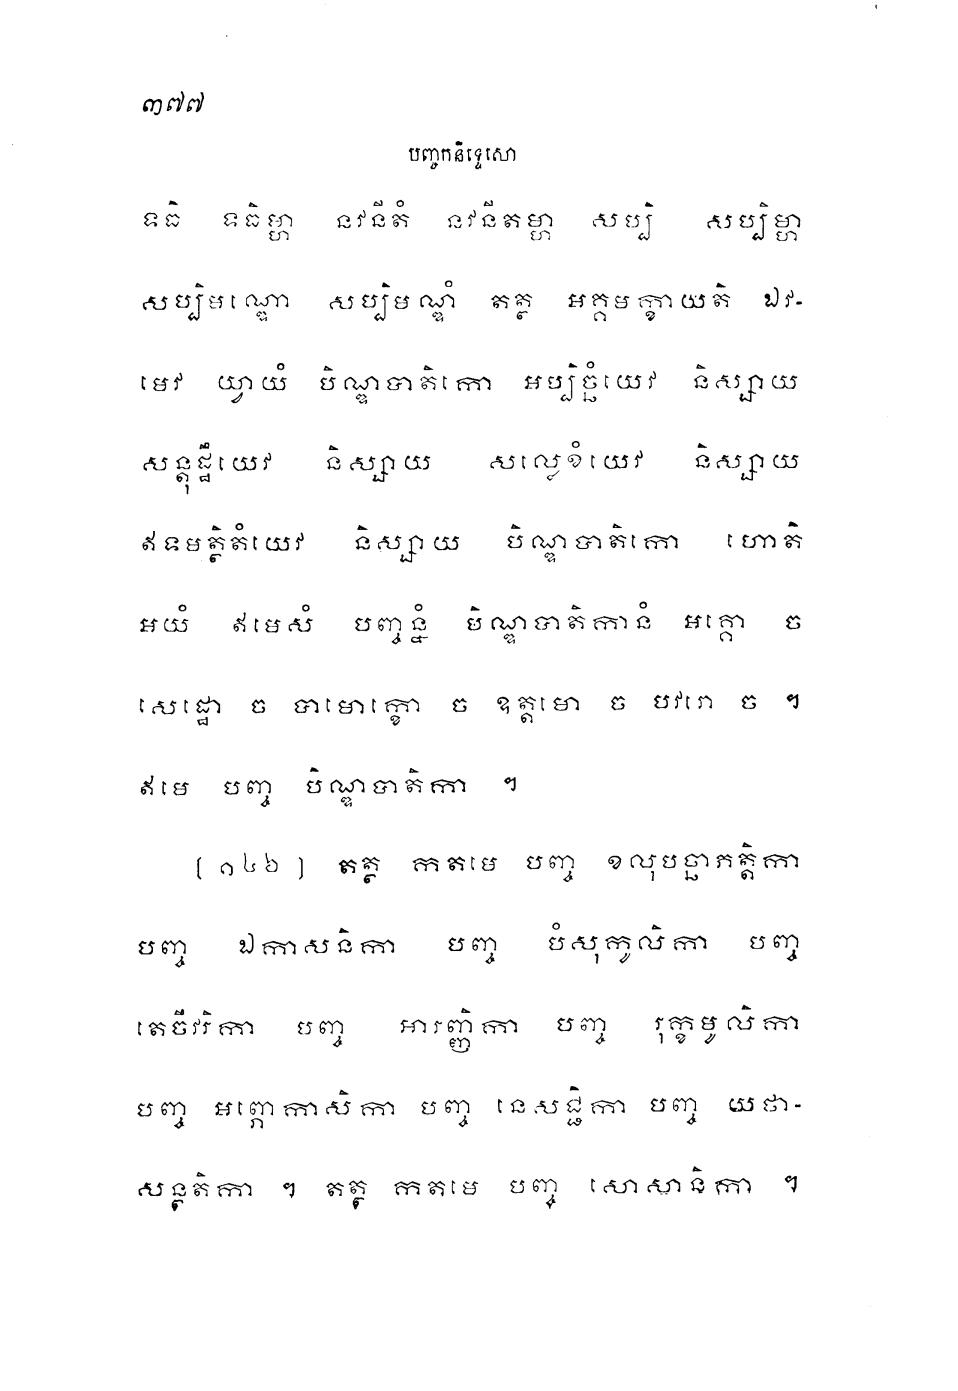 ៣៧៧
បញ្ចកនិទ្ទេសោ
ទធិ ទធិម្ហា នវនីតំ នវនីតម្ហា សប្បិ សប្បិម្ហា
សប្បិមណ្ឌោ សប្បិមណ្ឌំ តត្ថ អគ្គមក្ខាយតិ ឯវ-
មេវ យ្វាយំ បិណ្ឌបាតិកោ អប្បិច្ឆំយេវ និស្សាយ
សន្តុដ្ឋឹយេវ និស្សាយ សល្លេខំយេវ និស្សាយ
ឥទមត្ថិតំយេវ និស្សាយ បិណ្ឌបាតិកោ ហោតិ
អយំ ឥមេសំ បញ្ចន្នំ បិណ្ឌបាតិកានំ អគ្គោ ច
សេដ្ឋោ ច បាមោក្ខោ ច ឧត្តមោ ច បវរោ ច ។
ឥមេ បញ្ច បិណ្ឌបាតិកា ។
[១៤៦] តត្ថ កតមេ បញ្ច ខលុបច្ឆាភត្តិកា
បញ្ច ឯកាសនិកា បញ្ច បំសុកូលិកា បញ្ច
តេចីវរិកា បញ្ច អារញ្ញិកា បញ្ច រុក្ខមូលិកា
បញ្ច អព្ភោកាសិកា បញ្ច នេសជ្ជិកា បញ្ច យថា-
សន្ថតិកា ។ តត្ថ កតមេ បញ្ច សោសានិកា ។